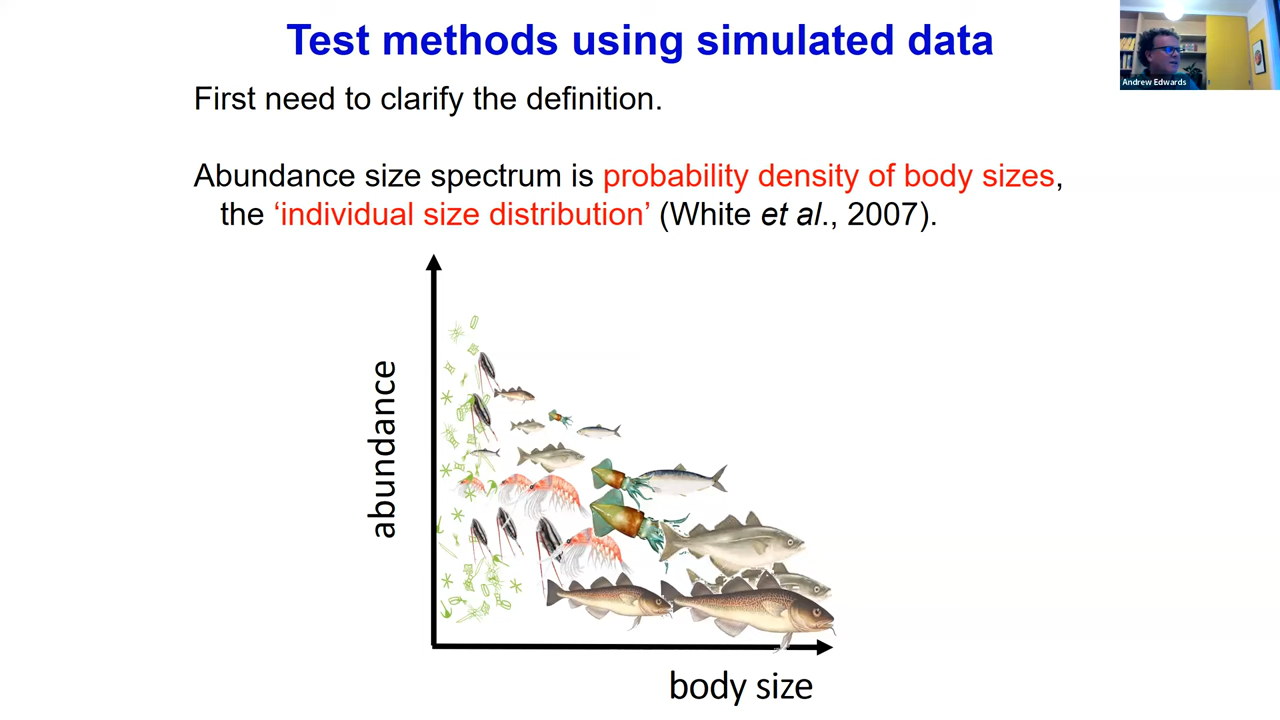 Test methods using simulated data
Andrew Edwards
First need to clarify the definition.
Abundance size spectrum is probability density of body sizes,
the ‘individual size distribution’ (White et al., 2007).
abundance
body size